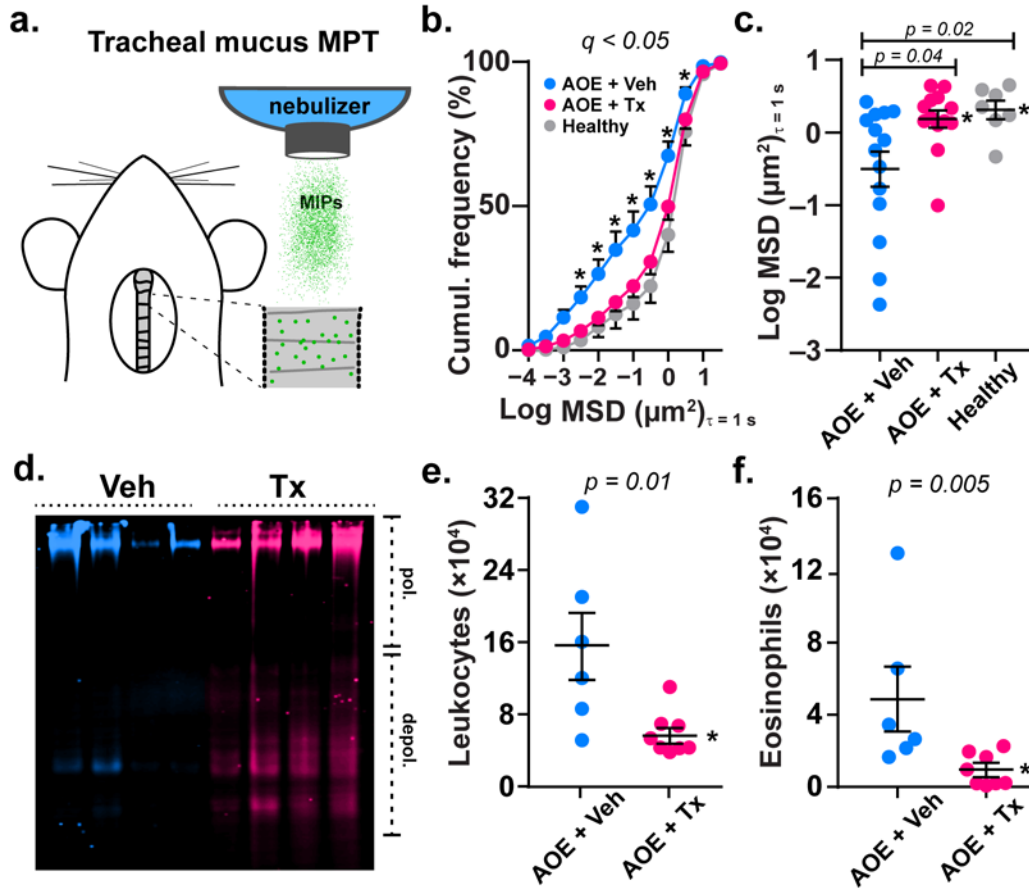 a.
Tracheal mucus MPT
nebulizer
MIPs
b.
q < 0.05
AOE + Veh
AOE + Tx
Healthy
*
*
*
*
*
*
*
*
100
50
0
Cumul. frequency (%)
−4 −3 −2 −1 0 1
Log MSD (μm²)τ = 1 s
c.
p = 0.02
p = 0.04
*
*
1
0
−1
−2
−3
Log MSD (μm²)τ = 1 s
AOE + Veh
AOE + Tx
Healthy
d.
Veh Tx
pol.
depol.
e.
p = 0.01
*
32
24
16
8
0
Leukocytes (×10⁴)
AOE + Veh
AOE + Tx
f.
p = 0.005
*
16
12
8
4
0
Eosinophils (×10⁴)
AOE + Veh
AOE + Tx